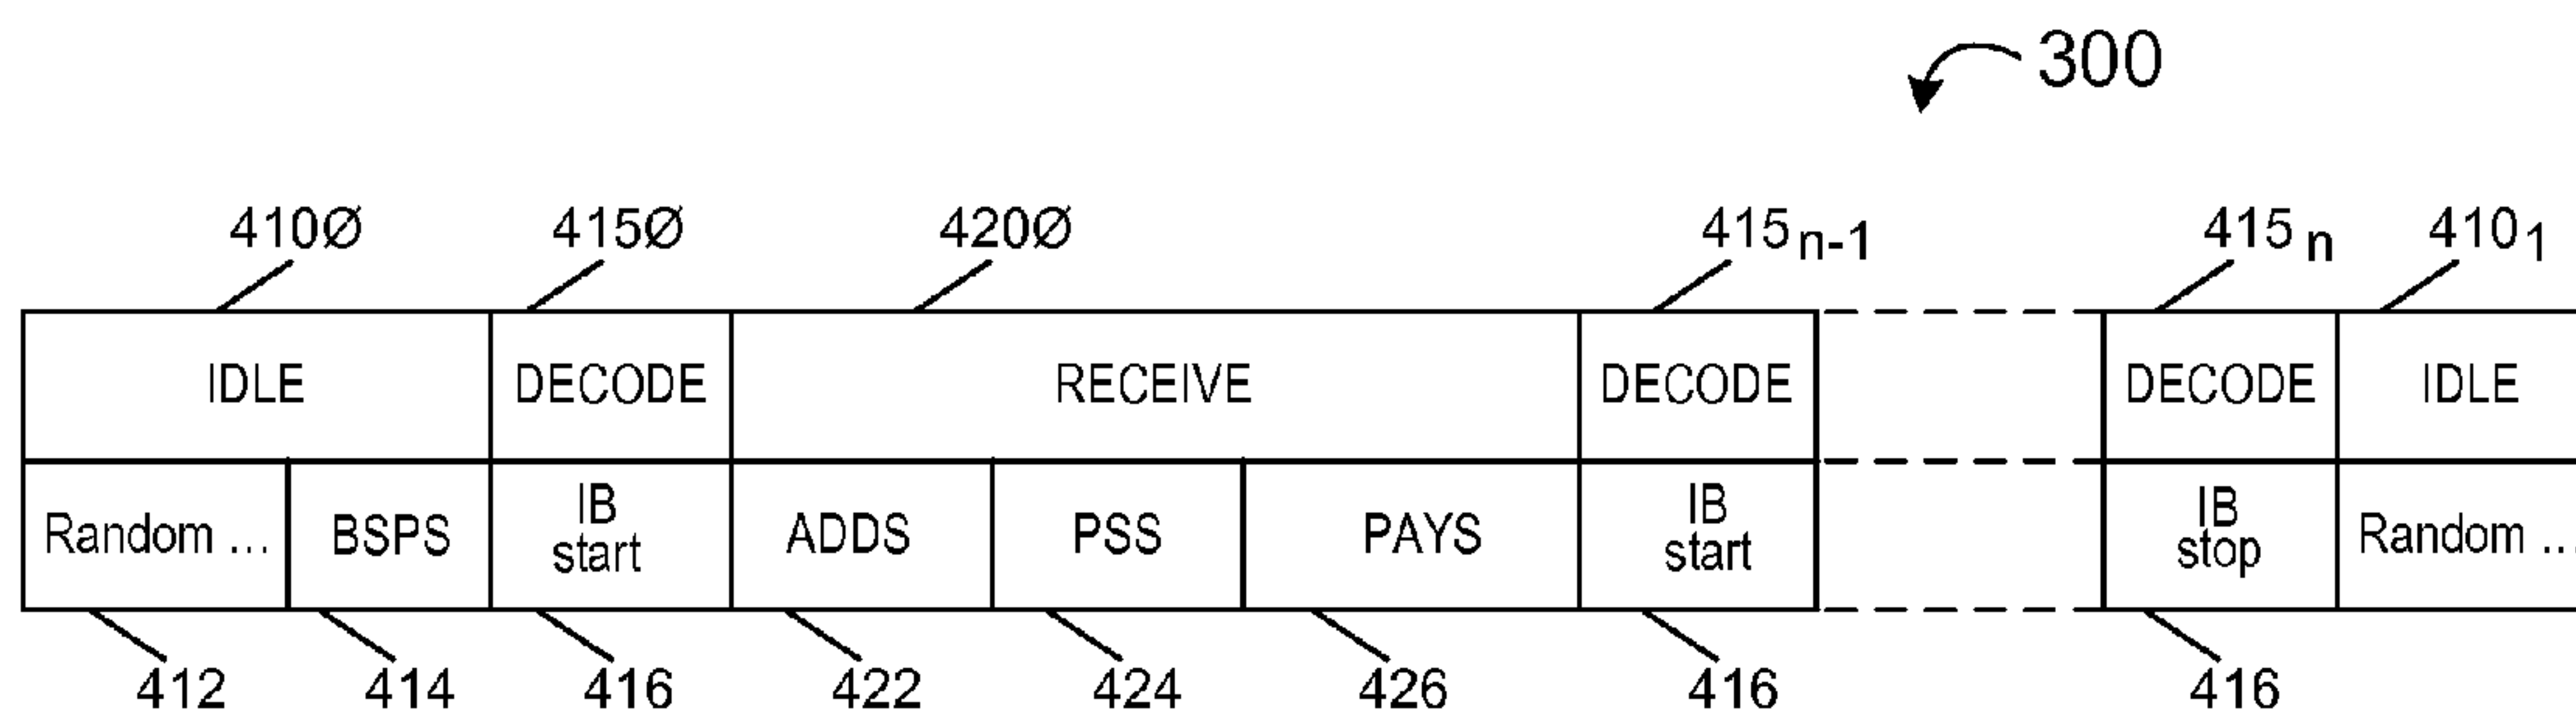 300
410Ø 415Ø 420Ø 415n-1 415n 4101
IDLE DECODE RECEIVE DECODE DECODE IDLE
Random ... BSPS IB start ADDS PSS PAYS IB start IB stop Random ...
412 414 416 422 424 426 416 416